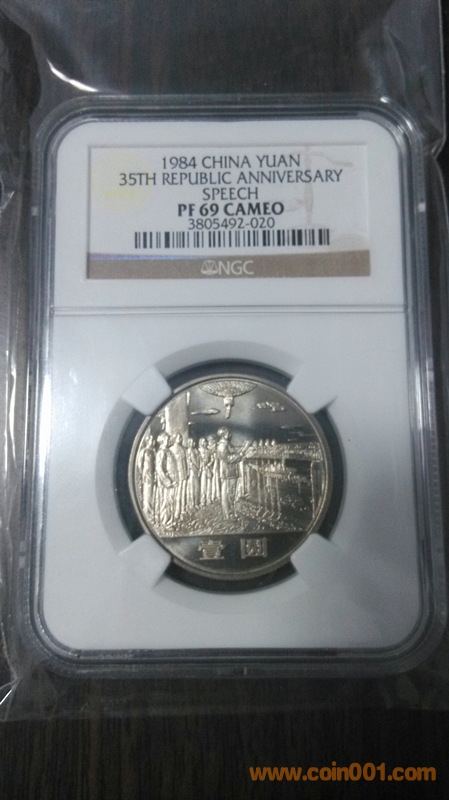 1984 CHINA YUAN
35TH REPUBLIC ANNIVERSARY
SPEECH
PF 69 CAMEO
3805492-020
NGC
壹圆
www.coin001.com